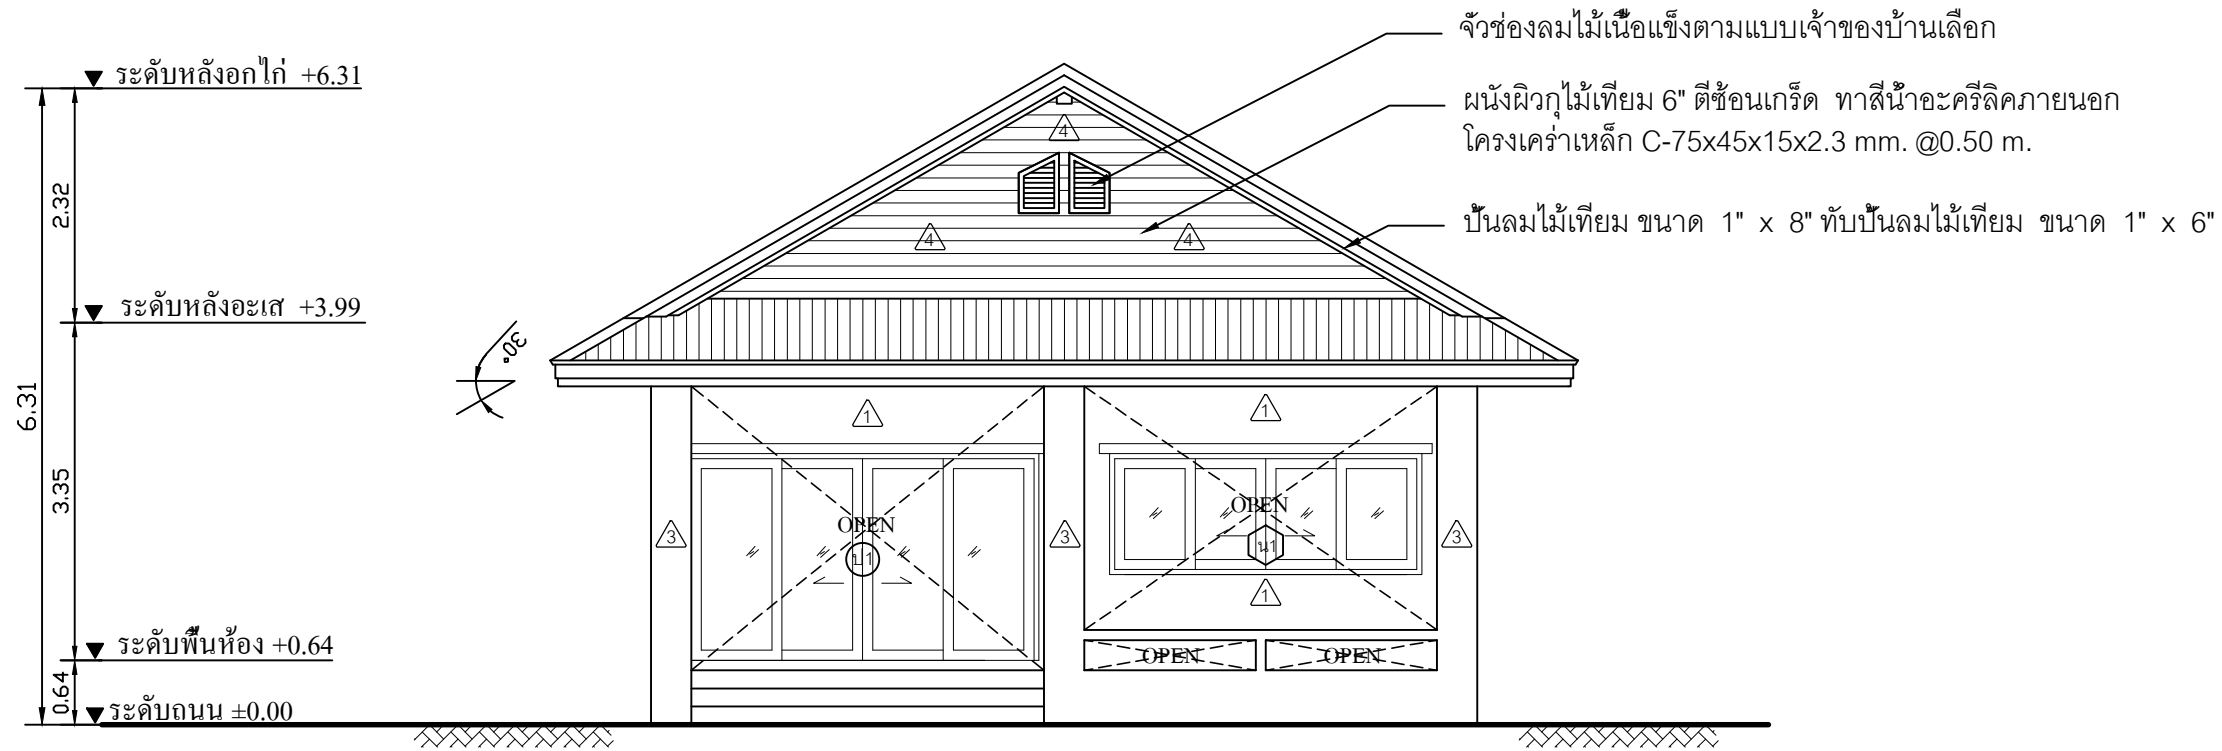 จั่วช่องลมไม้เนื้อแข็งตามแบบเจ้าของบ้านเลือก
ระดับหลังอกไก่ +6.31
ผนังผิวกุไม้เทียม 6" ตีซ้อนเกร็ด ทาสีน้ำอะครีลิคภายนอก
โครงเคร่าเหล็ก C-75x45x15x2.3 mm. @0.50 m.
4
2.32
ปั้นลมไม้เทียม ขนาด 1" x 8" ทับปั้นลมไม้เทียม ขนาด 1" x 6"
4
4
ระดับหลังอะเส +3.99
30°
6.31
1
1
3.35
OPEN
OPEN
3
3
3
ป1
น1
1
ระดับพื้นห้อง +0.64
OPEN
OPEN
0.64
ระดับถนน ±0.00